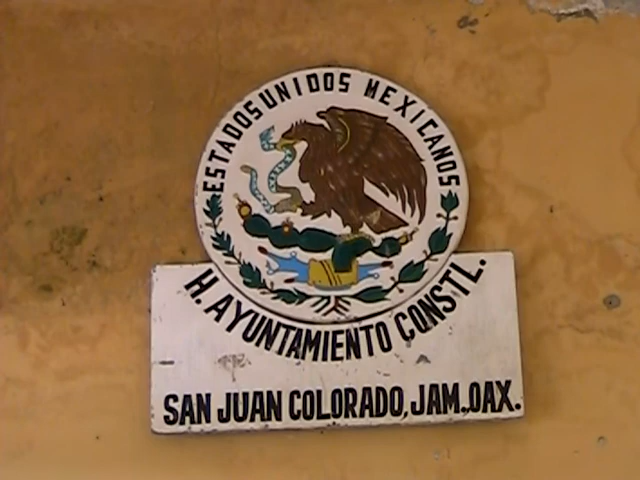 ESTADOS UNIDOS MEXICANOS
H. AYUNTAMIENTO CONSTL.
SAN JUAN COLORADO, JAM., OAX.